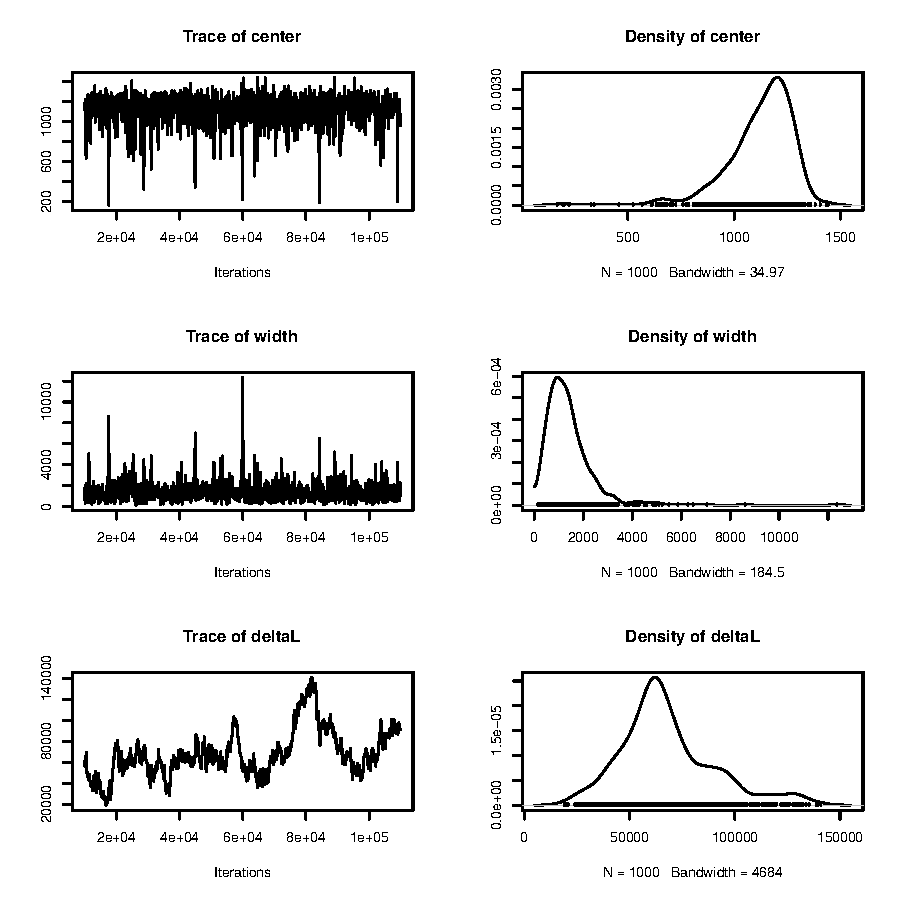 Trace of center
Density of center
200
600
1000
2e+04 4e+04 6e+04 8e+04 1e+05
Iterations
0.0000
0.0015
0.0030
500 1000 1500
N = 1000 Bandwidth = 34.97
Trace of width
Density of width
0
4000
10000
2e+04 4e+04 6e+04 8e+04 1e+05
Iterations
0e+00
3e−04
6e−04
0 2000 4000 6000 8000 10000
N = 1000 Bandwidth = 184.5
Trace of deltaL
Density of deltaL
20000
80000
140000
2e+04 4e+04 6e+04 8e+04 1e+05
Iterations
0.0e+00
1.5e−05
0 50000 100000 150000
N = 1000 Bandwidth = 4684